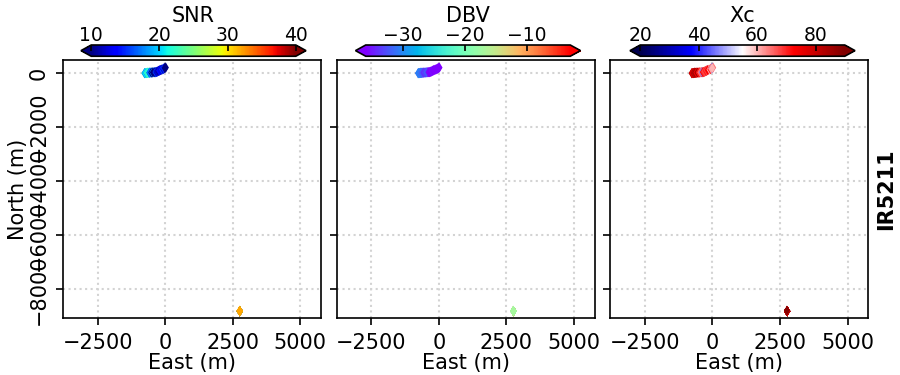 SNR DBV Xc
10 20 30 40 −30 −20 −10 20 40 60 80
North (m)
0
−2000
−4000
−6000
−8000
IR5211
−2500 0 2500 5000 −2500 0 2500 5000 −2500 0 2500 5000
East (m) East (m) East (m)